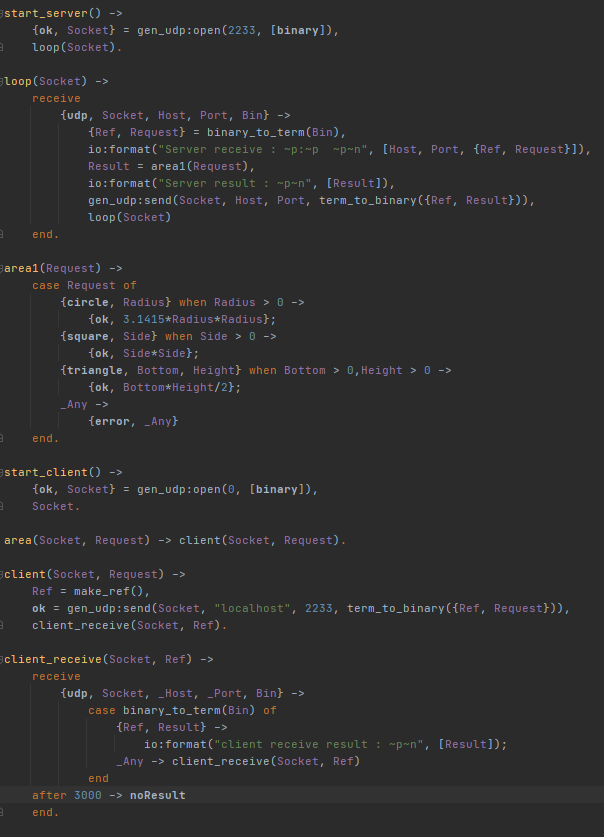 start_server() ->
    {ok, Socket} = gen_udp:open(2233, [binary]),
    loop(Socket).

loop(Socket) ->
    receive
        {udp, Socket, Host, Port, Bin} ->
            {Ref, Request} = binary_to_term(Bin),
            io:format("Server receive : ~p:~p  ~p~n", [Host, Port, {Ref, Request}]),
            Result = area1(Request),
            io:format("Server result : ~p~n", [Result]),
            gen_udp:send(Socket, Host, Port, term_to_binary({Ref, Result})),
            loop(Socket)
    end.

area1(Request) ->
    case Request of
        {circle, Radius} when Radius > 0 ->
            {ok, 3.1415*Radius*Radius};
        {square, Side} when Side > 0 ->
            {ok, Side*Side};
        {triangle, Bottom, Height} when Bottom > 0,Height > 0 ->
            {ok, Bottom*Height/2};
        _Any ->
            {error, _Any}
    end.

start_client() ->
    {ok, Socket} = gen_udp:open(0, [binary]),
    Socket.

area(Socket, Request) -> client(Socket, Request).

client(Socket, Request) ->
    Ref = make_ref(),
    ok = gen_udp:send(Socket, "localhost", 2233, term_to_binary({Ref, Request})),
    client_receive(Socket, Ref).

client_receive(Socket, Ref) ->
    receive
        {udp, Socket, _Host, _Port, Bin} ->
            case binary_to_term(Bin) of
                {Ref, Result} ->
                    io:format("client receive result : ~p~n", [Result]);
                _Any -> client_receive(Socket, Ref)
            end
    after 3000 -> noResult
    end.